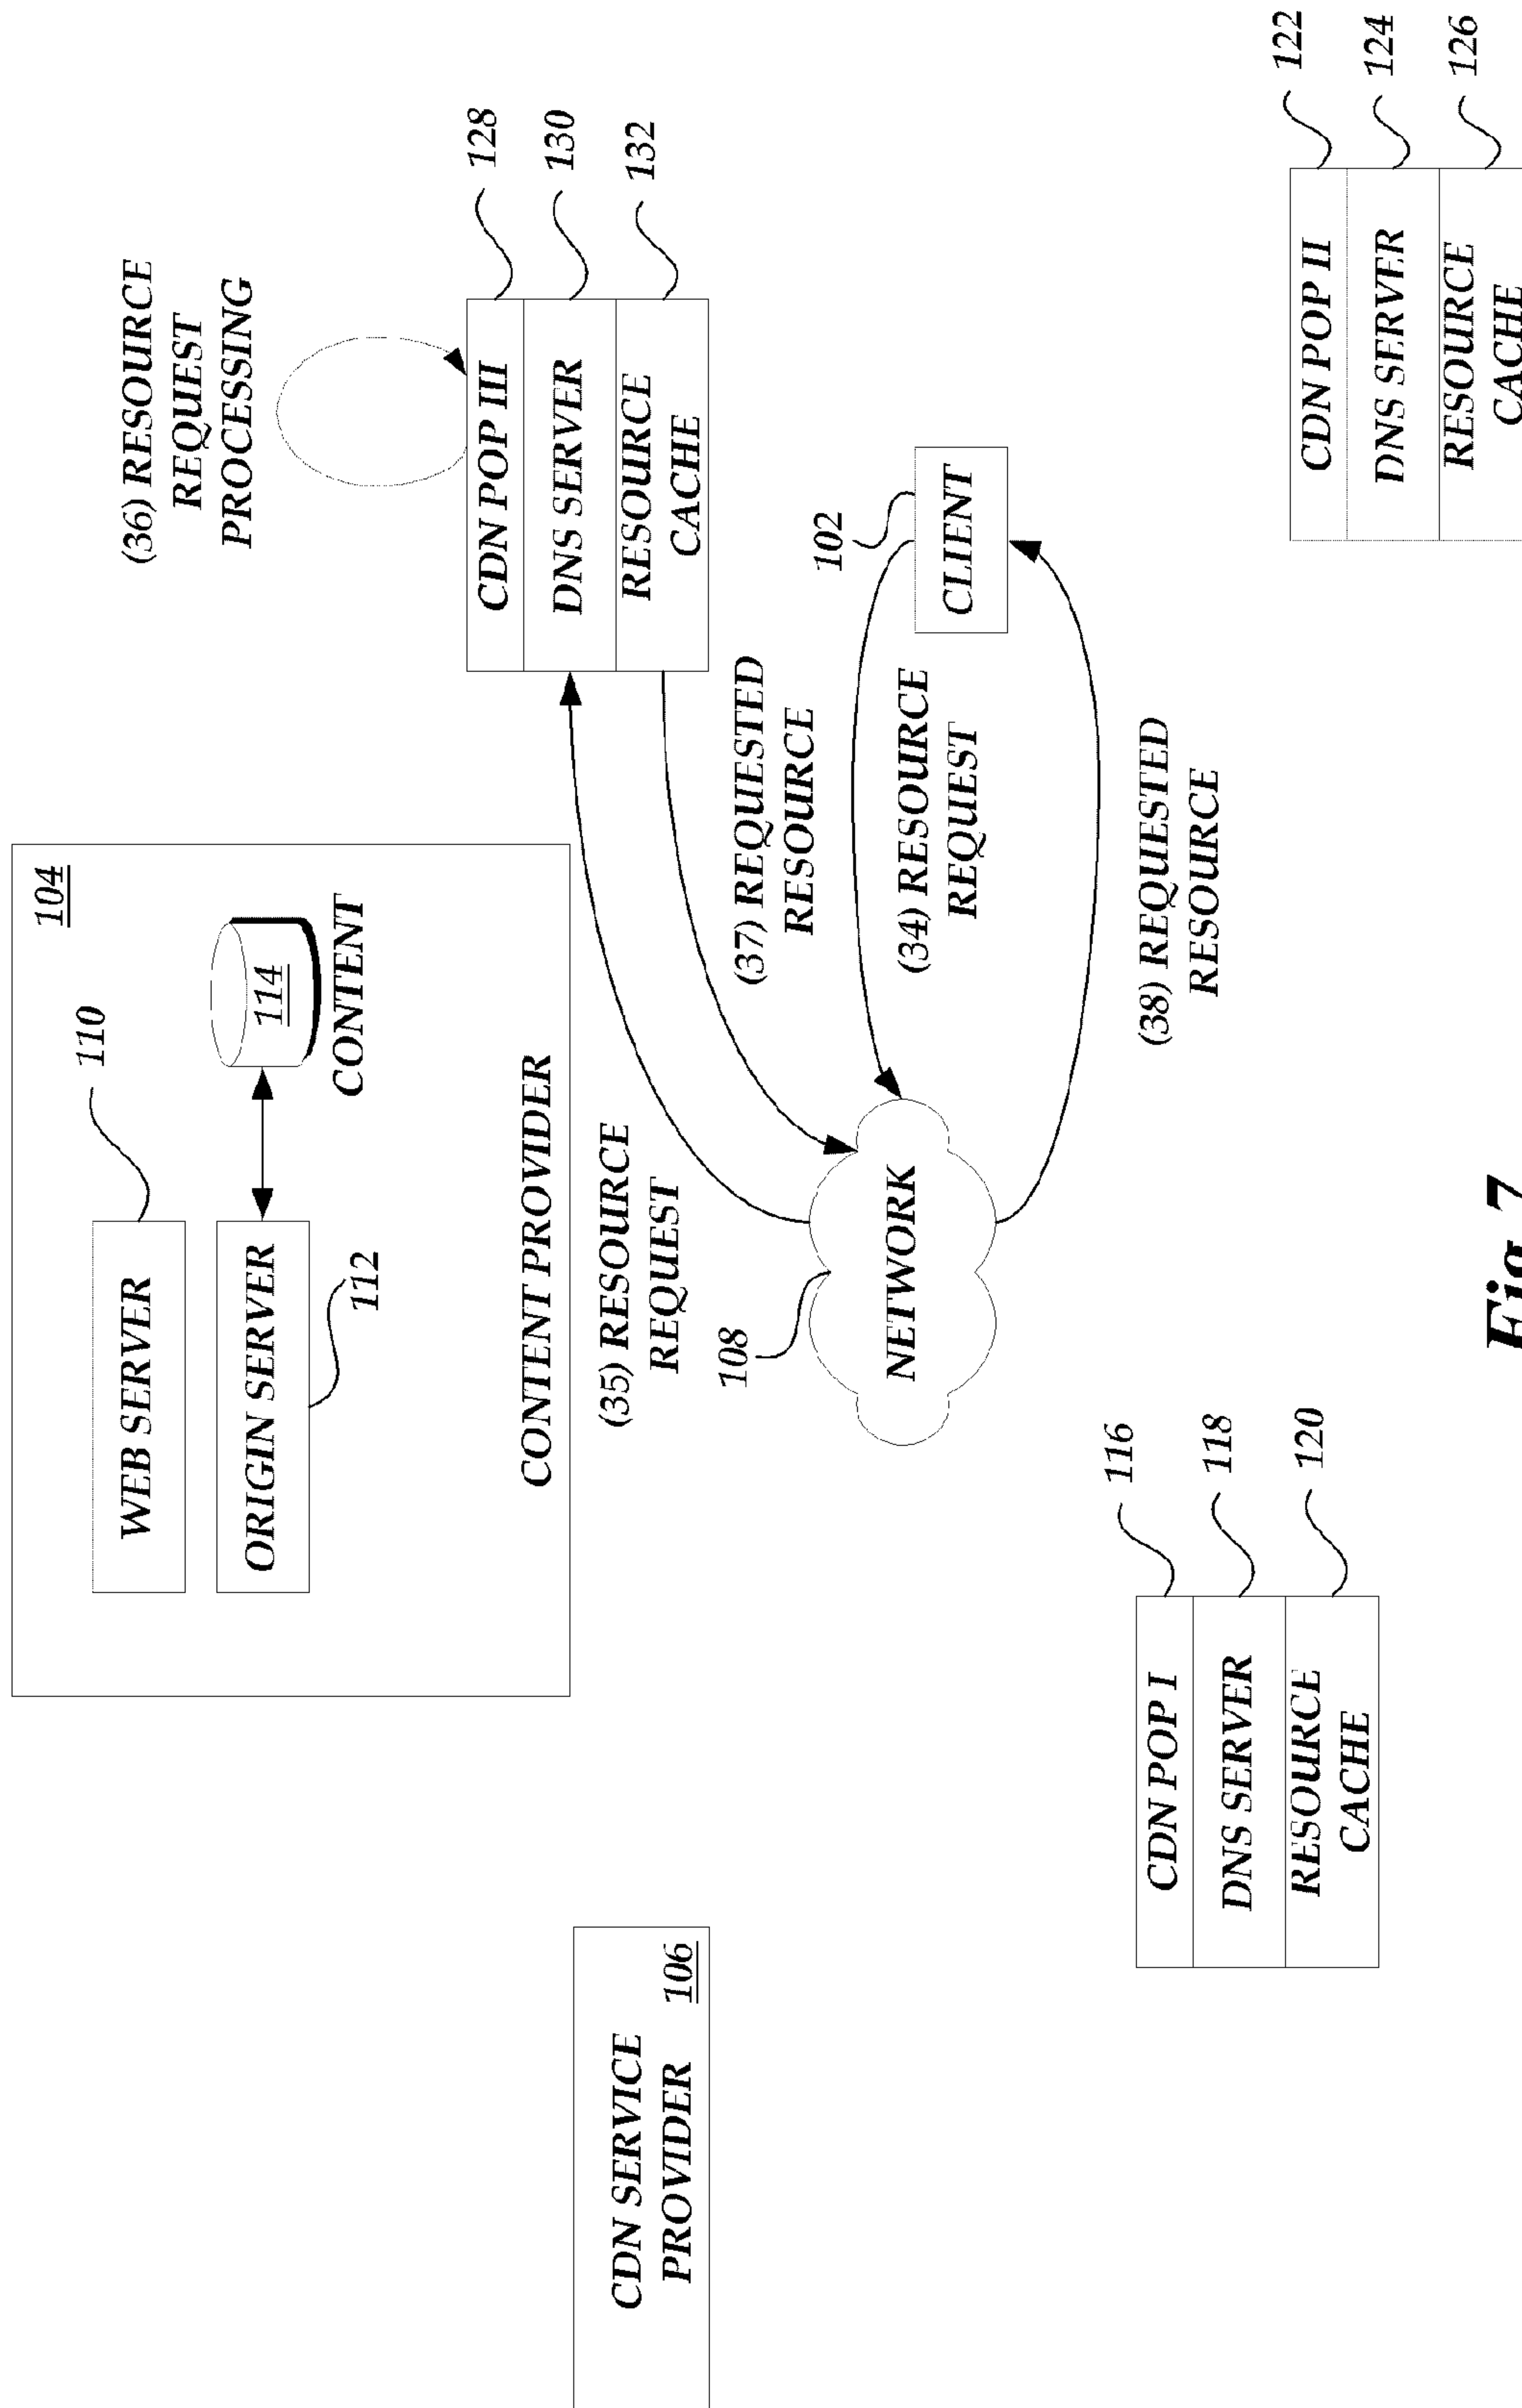 104
WEB SERVER
110
ORIGIN SERVER
112
114
CONTENT
CONTENT PROVIDER
CDN SERVICE
PROVIDER
106
(36) RESOURCE
REQUEST
PROCESSING
CDN POP III
128
DNS SERVER
130
RESOURCE
CACHE
132
(35) RESOURCE
REQUEST
(37) REQUESTED
RESOURCE
108
NETWORK
102
CLIENT
(34) RESOURCE
REQUEST
(38) REQUESTED
RESOURCE
CDN POP I
116
DNS SERVER
118
RESOURCE
CACHE
120
CDN POP II
122
DNS SERVER
124
RESOURCE
CACHE
126
Fig. 7